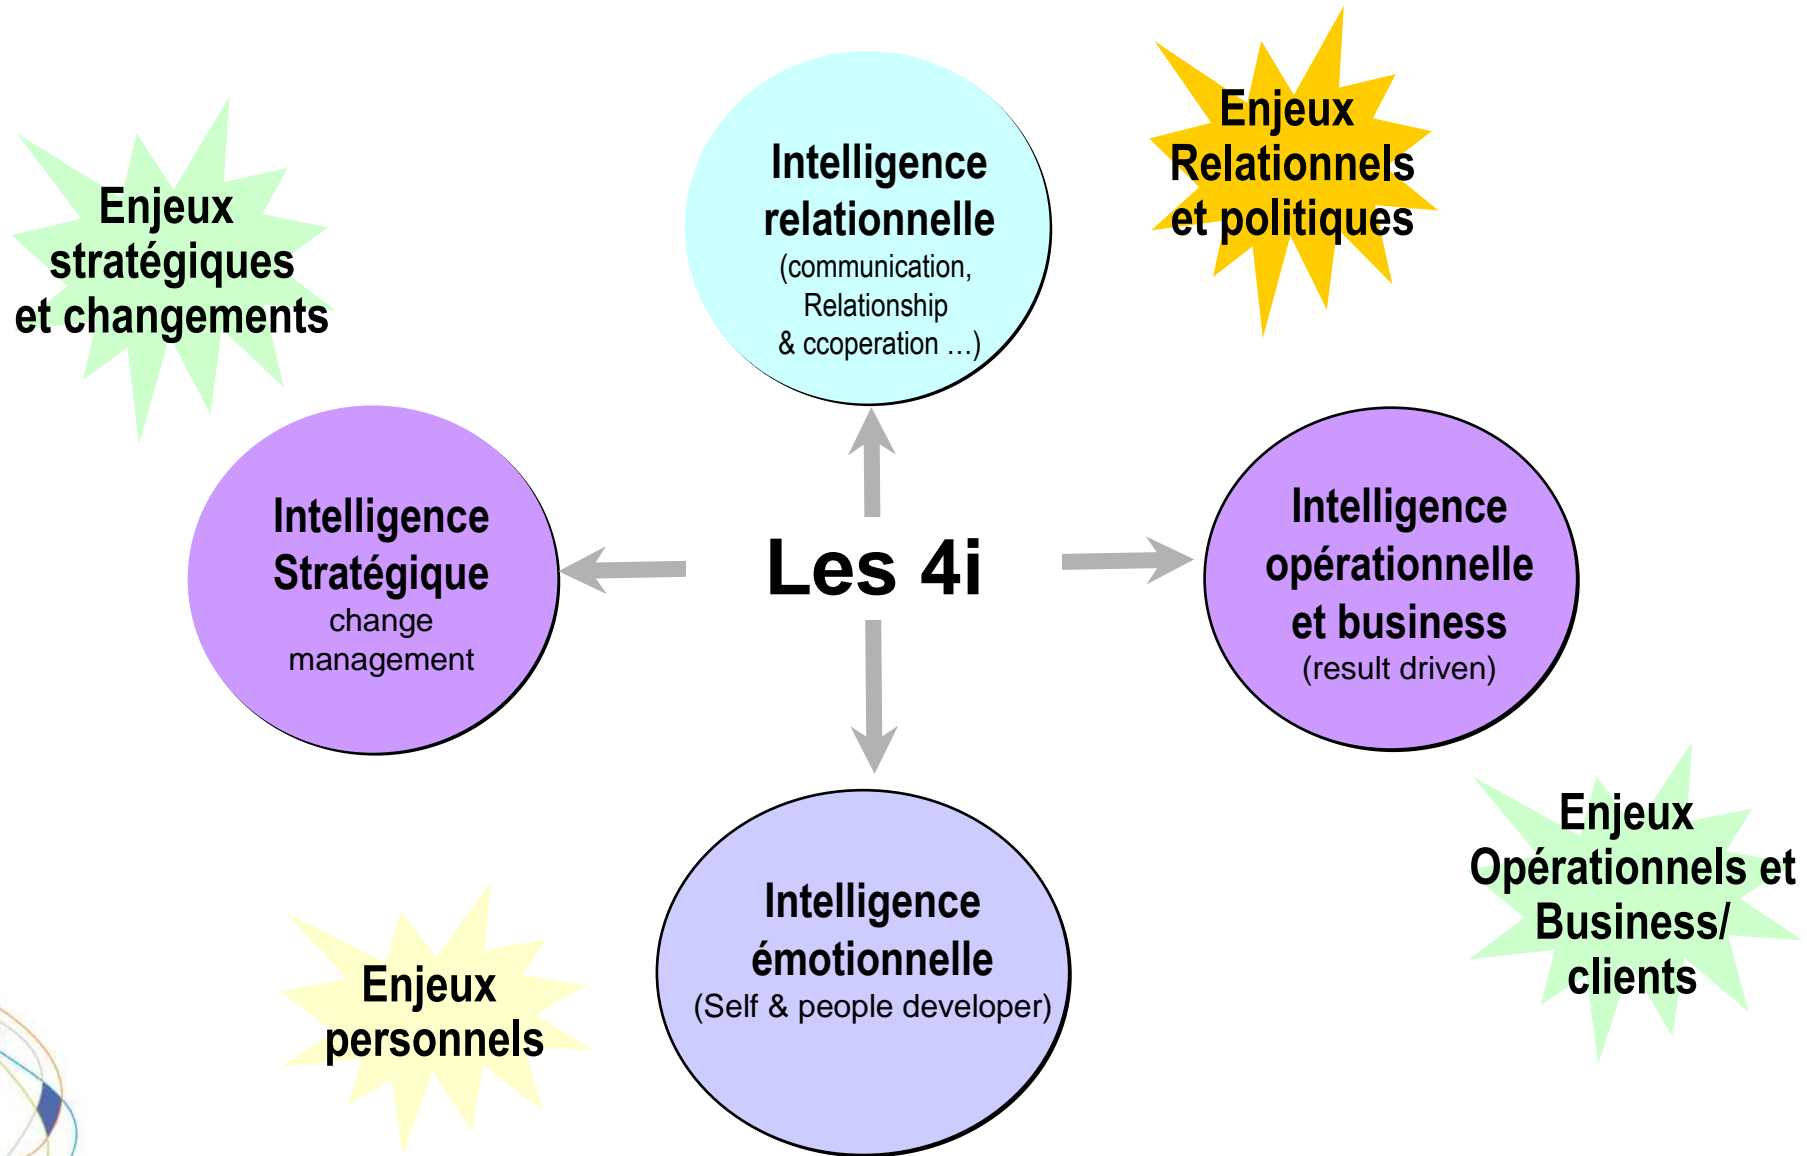 Enjeux
Relationnels
et politiques
Intelligence
relationnelle
(communication,
Relationship
& ccoperation …)
Enjeux
stratégiques
et changements
Intelligence
Stratégique
change
management
Les 4i
Intelligence
opérationnelle
et business
(result driven)
Enjeux
Opérationnels et
Business/
clients
Intelligence
émotionnelle
(Self & people developer)
Enjeux
personnels